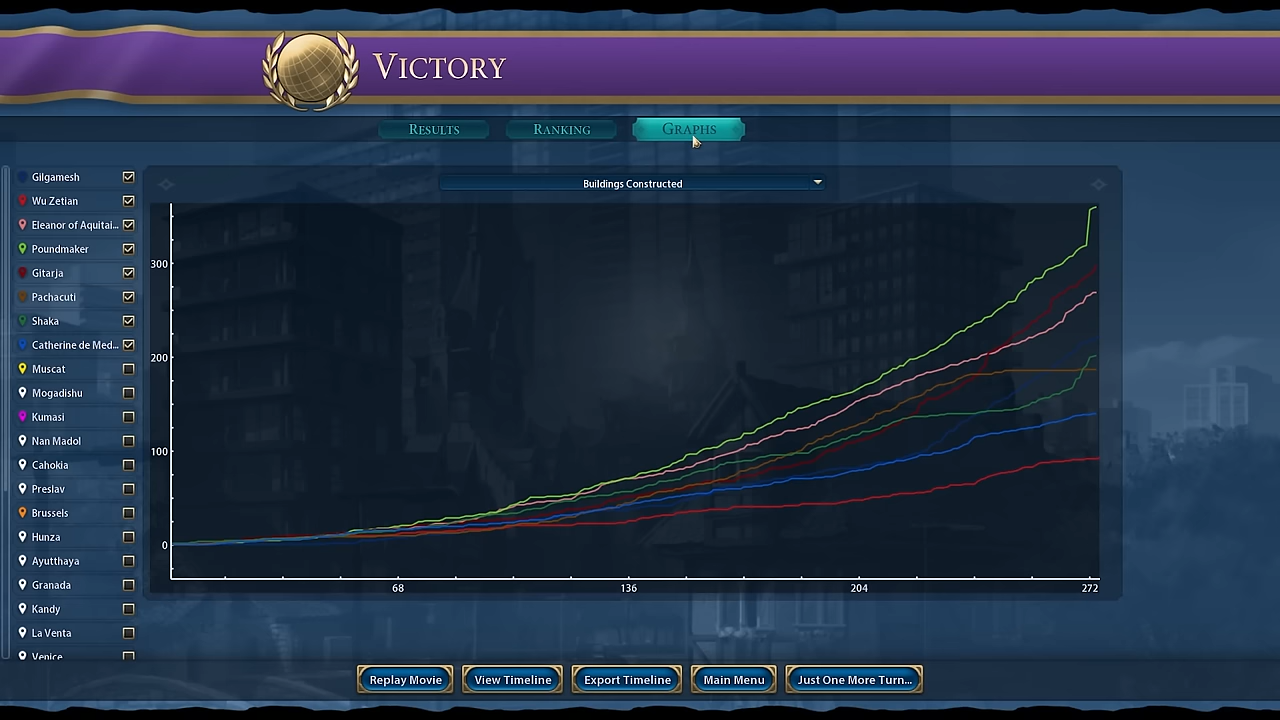 VICTORY
RESULTS
RANKING
GRAPHS
Gilgamesh
Wu Zetian
Eleanor of Aquitai...
Poundmaker
Gitarja
Pachacuti
Shaka
Catherine de Med...
Muscat
Mogadishu
Kumasi
Nan Madol
Cahokia
Preslav
Brussels
Hunza
Ayutthaya
Granada
Kandy
La Venta
Venice
Buildings Constructed
300
200
100
0
68
136
204
272
Replay Movie
View Timeline
Export Timeline
Main Menu
Just One More Turn...